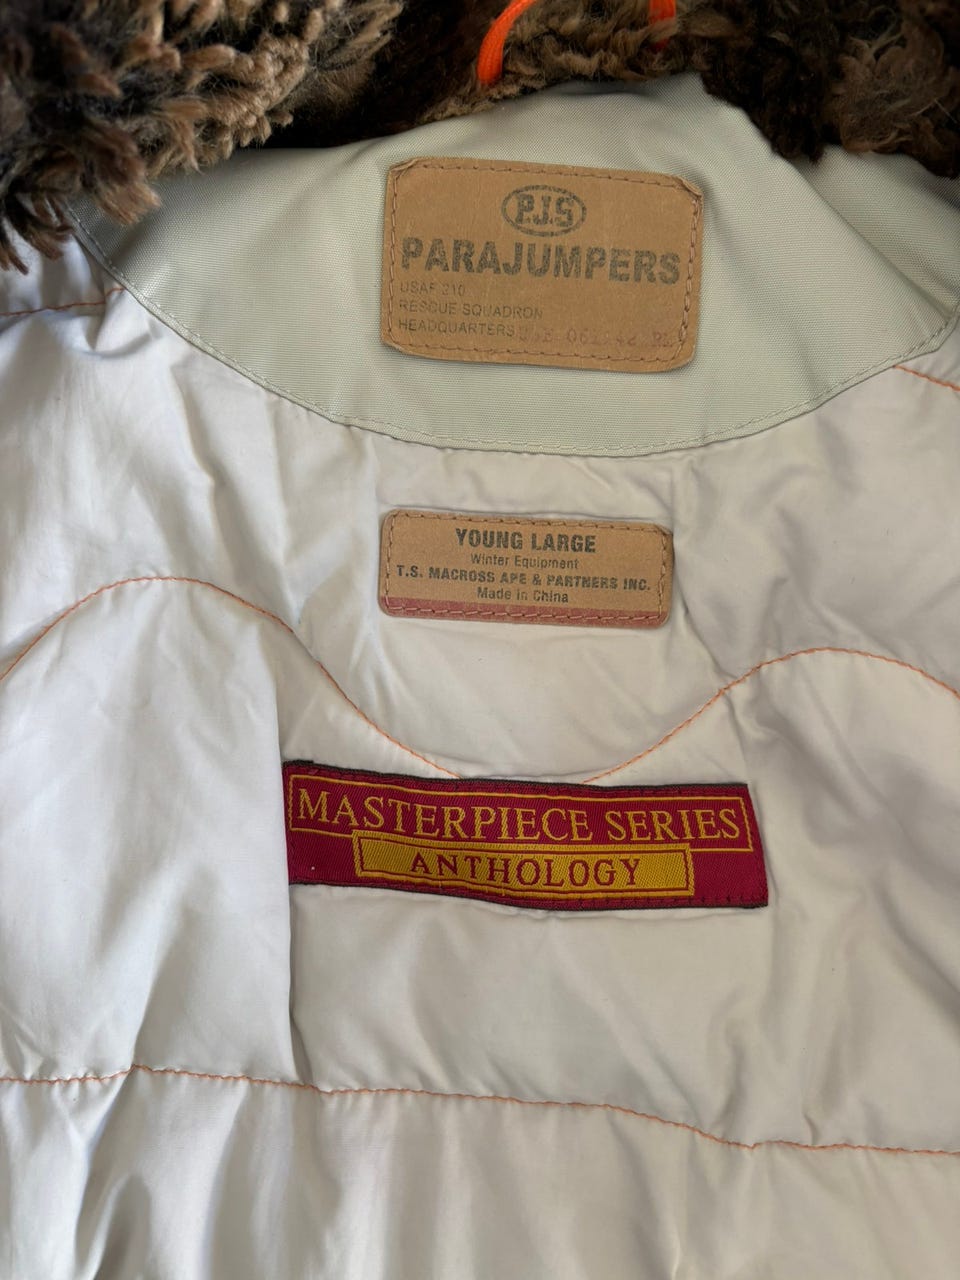 P.J.S
PARAJUMPERS
USAF 210
RESCUE SQUADRON
HEADQUARTERS
YOUNG LARGE
Winter Equipment
T.S. MACROSS APE & PARTNERS INC.
Made in China
MASTERPIECE SERIES
ANTHOLOGY